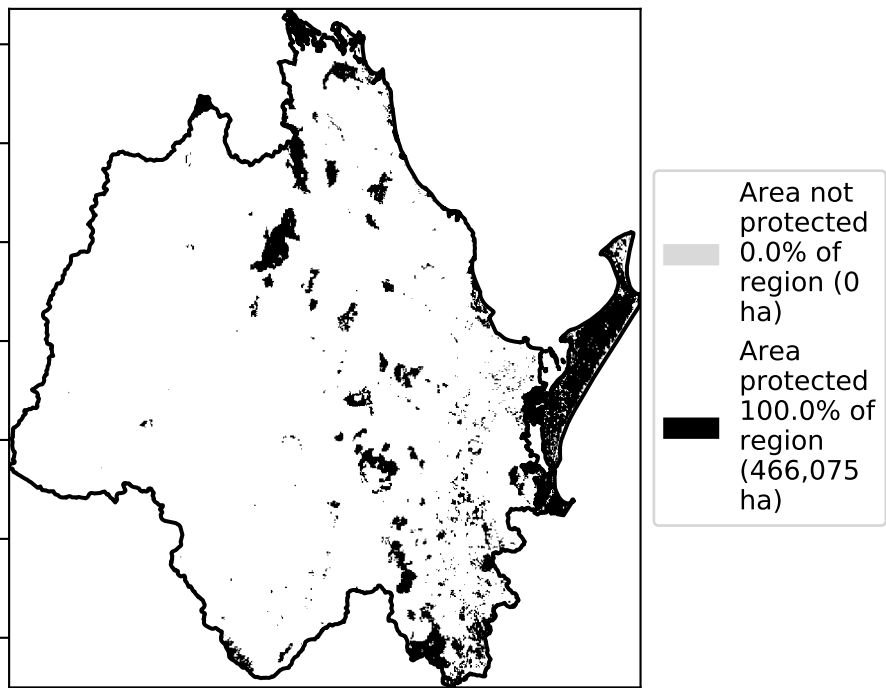 Area not
protected
0.0% of
region (0
ha)
Area
protected
100.0% of
region
(466,075
ha)